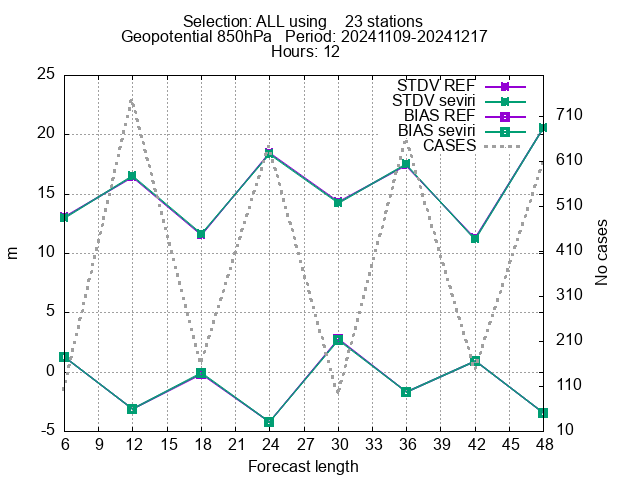 Selection: ALL using    23 stations
Geopotential 850hPa   Period: 20241109-20241217
Hours: 12
STDV REF
STDV seviri
BIAS REF
BIAS seviri
CASES
25
20
15
10
5
0
-5
m
710
610
510
410
310
210
110
10
No cases
6 9 12 15 18 21 24 27 30 33 36 39 42 45 48
Forecast length